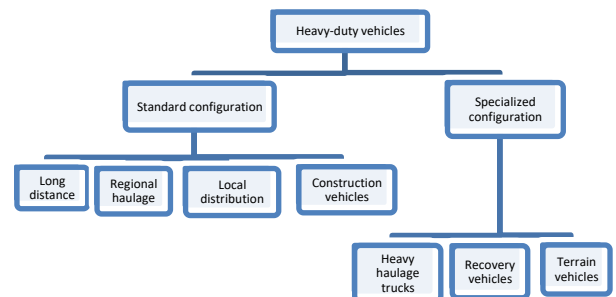 Heavy-duty vehicles
Standard configuration
Specialized
configuration
Long
distance
Regional
haulage
Local
distribution
Construction
vehicles
Heavy
haulage
trucks
Recovery
vehicles
Terrain
vehicles